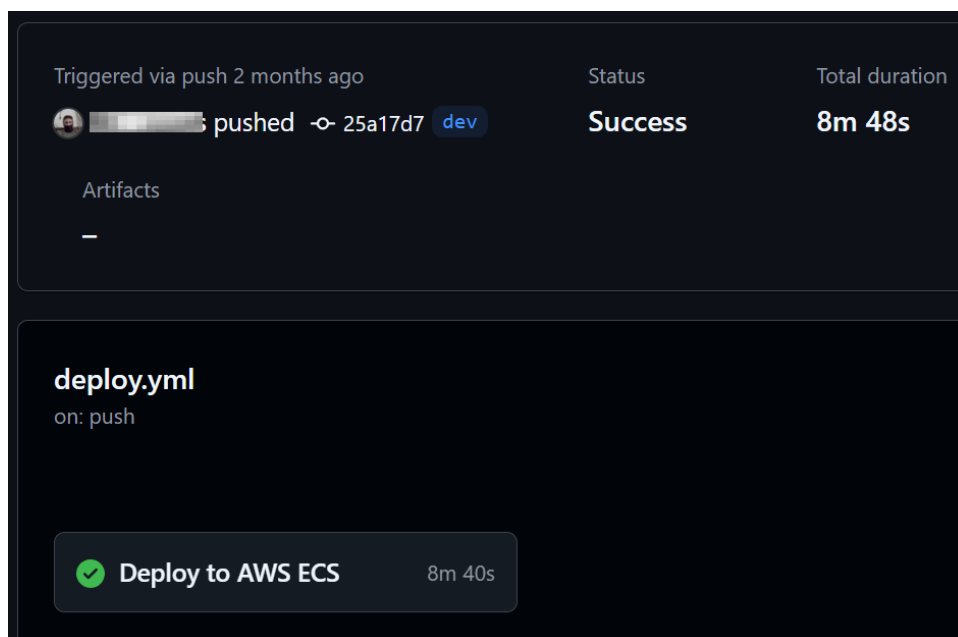 Triggered via push 2 months ago
pushed 25a17d7 dev
Status
Success
Total duration
8m 48s
Artifacts
–
deploy.yml
on: push
Deploy to AWS ECS 8m 40s